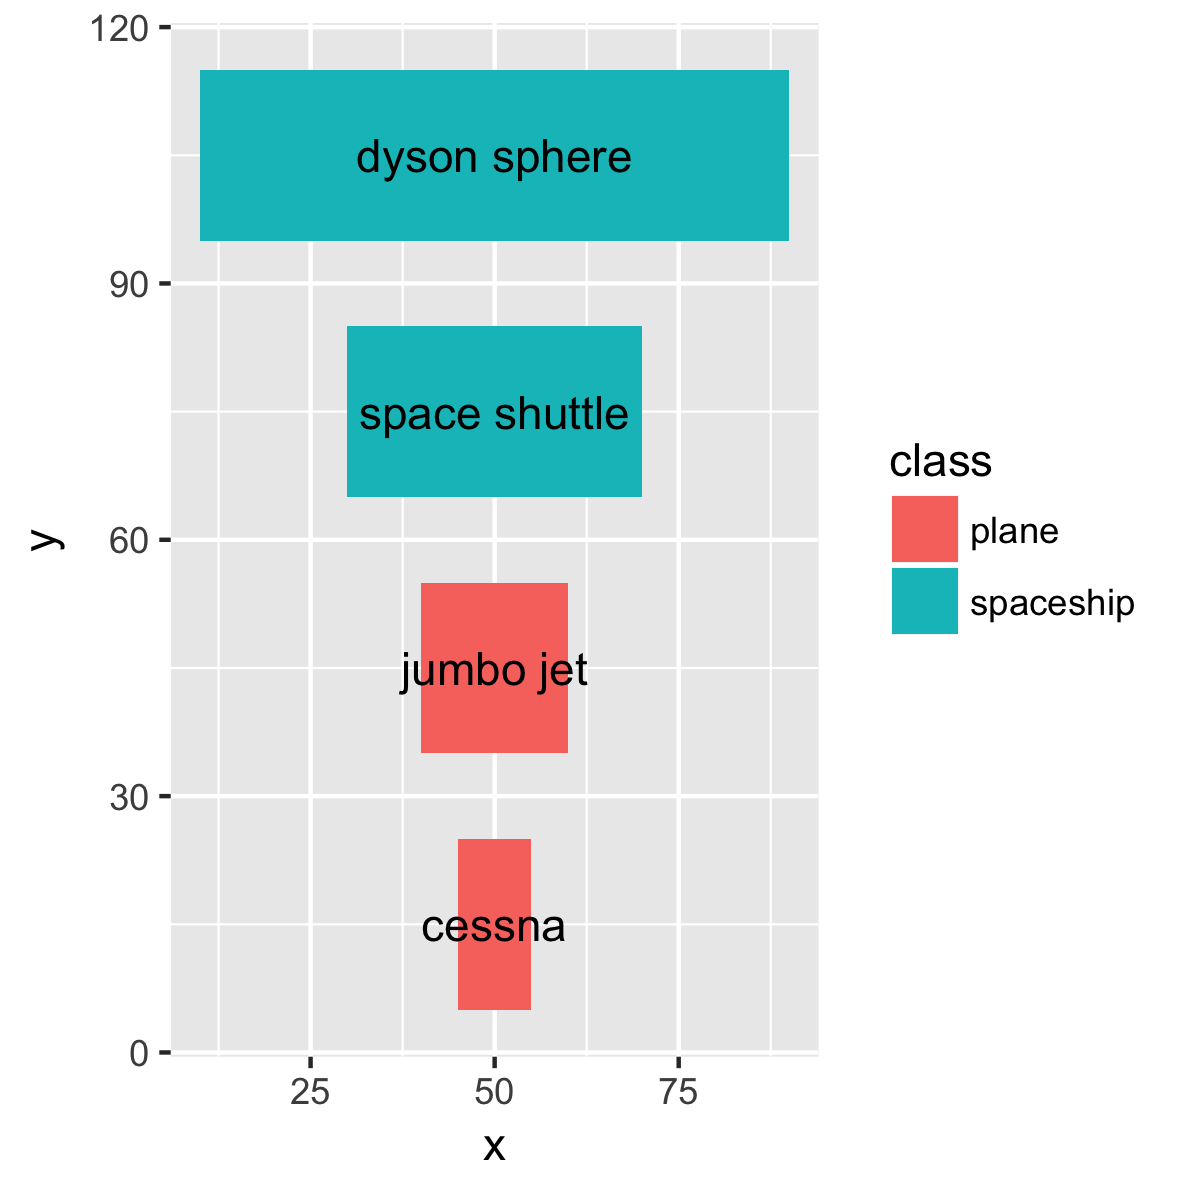 120
dyson sphere
90
space shuttle
class
plane
y
60
spaceship
jumbo jet
30
cessna
0
25 50 75
x